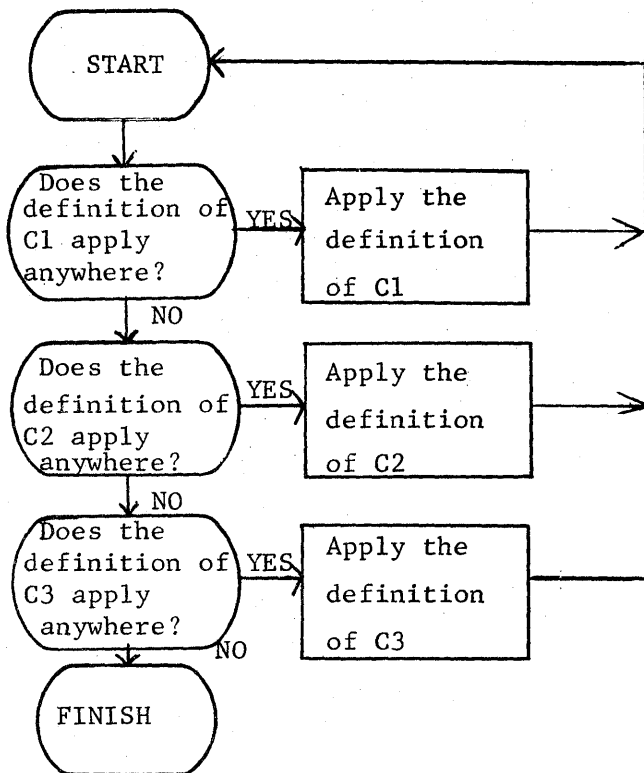 START
Does the
definition of
C1 apply
anywhere?
YES
Apply the
definition
of C1
NO
Does the
definition of
C2 apply
anywhere?
YES
Apply the
definition
of C2
NO
Does the
definition of
C3 apply
anywhere?
YES
Apply the
definition
of C3
NO
FINISH